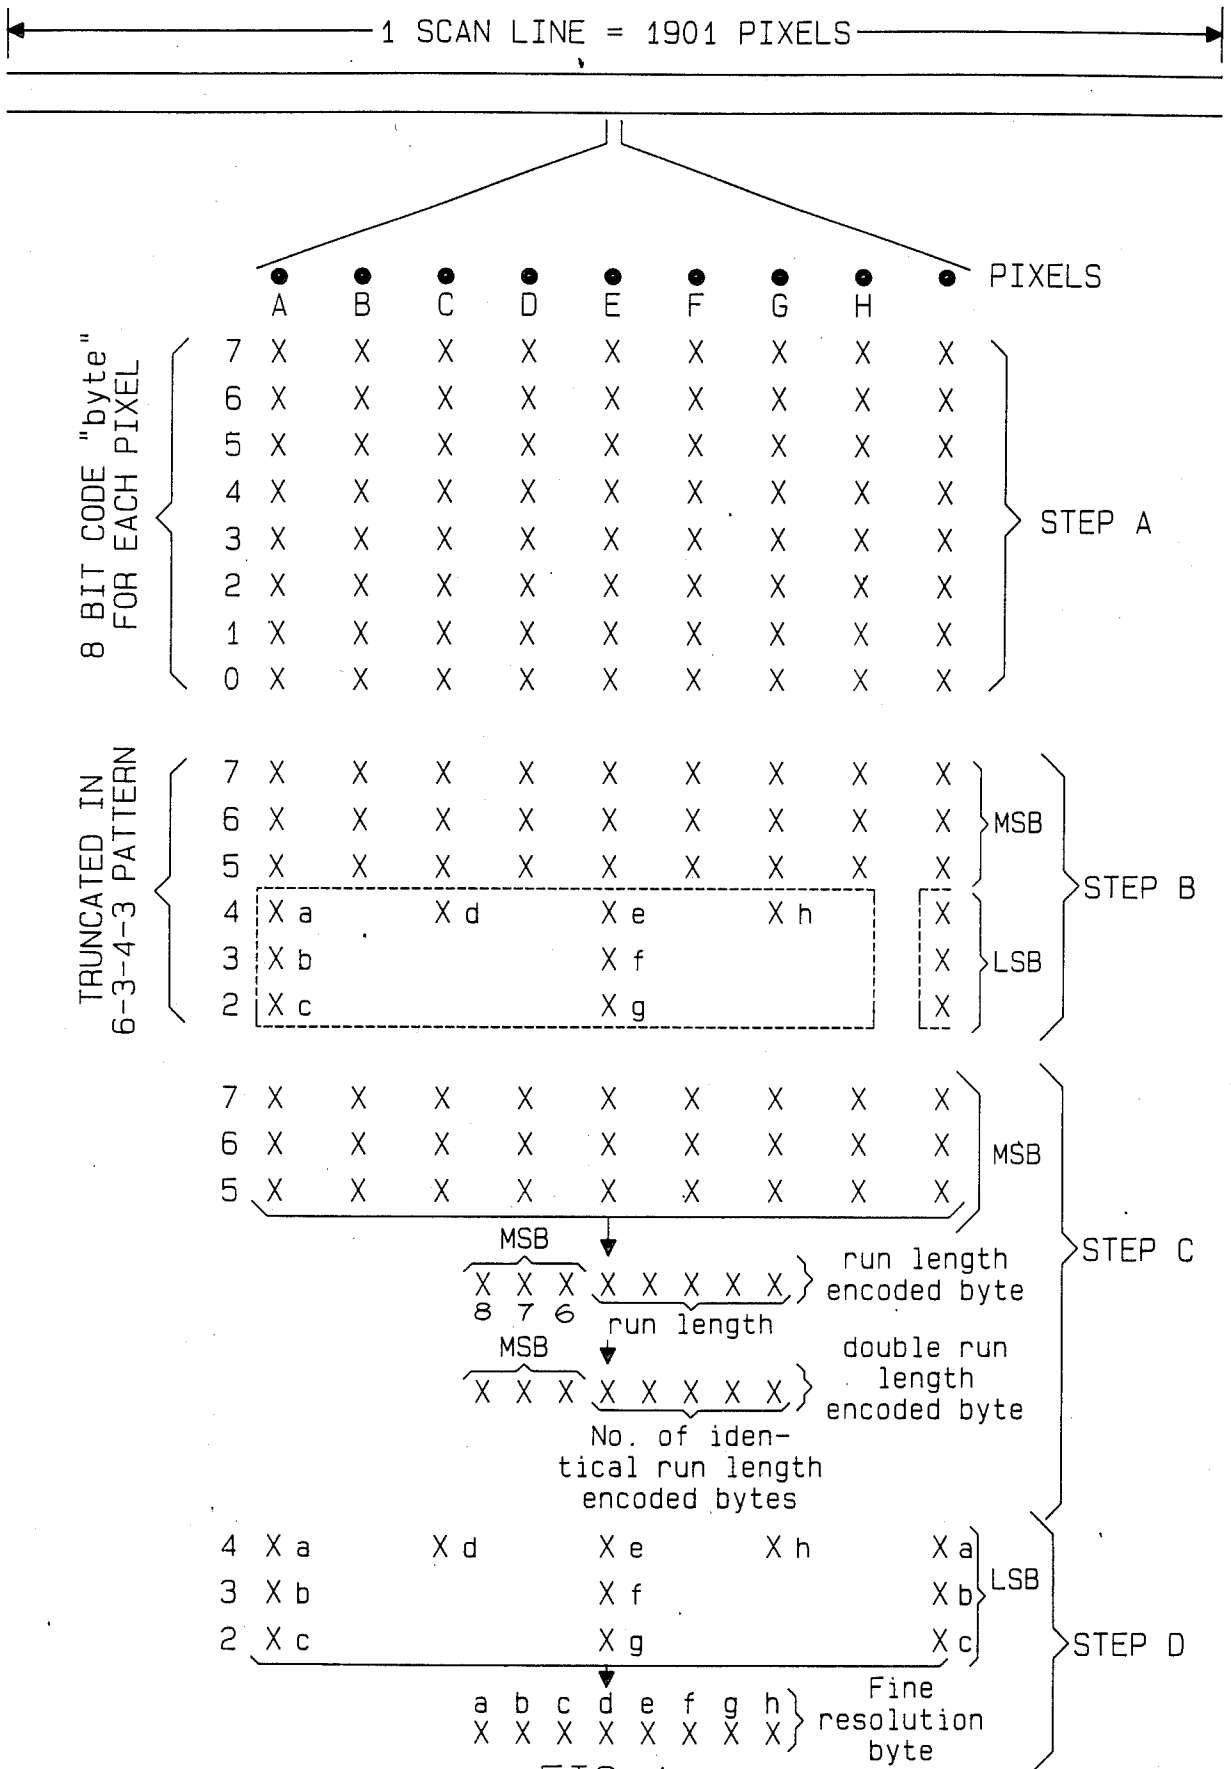 1 SCAN LINE = 1901 PIXELS
PIXELS
A B C D E F G H
8 BIT CODE "byte"
FOR EACH PIXEL
7 X X X X X X X X X
6 X X X X X X X X X
5 X X X X X X X X X
4 X X X X X X X X X
3 X X X X X X X X X
2 X X X X X X X X X
1 X X X X X X X X X
0 X X X X X X X X X
STEP A
TRUNCATED IN
6-3-4-3 PATTERN
7 X X X X X X X X X
6 X X X X X X X X X
5 X X X X X X X X X
MSB
4 X a X d X e X h X
3 X b X f X
2 X c X g X
LSB
STEP B
7 X X X X X X X X X
6 X X X X X X X X X
5 X X X X X X X X X
MSB
MSB
X X X X X X X X
8 7 6
run length
run length
encoded byte
MSB
X X X X X X X X
No. of iden-
tical run length
encoded bytes
double run
length
encoded byte
STEP C
4 X a X d X e X h X a
3 X b X f X b
2 X c X g X c
LSB
STEP D
a b c d e f g h
X X X X X X X X
Fine
resolution
byte